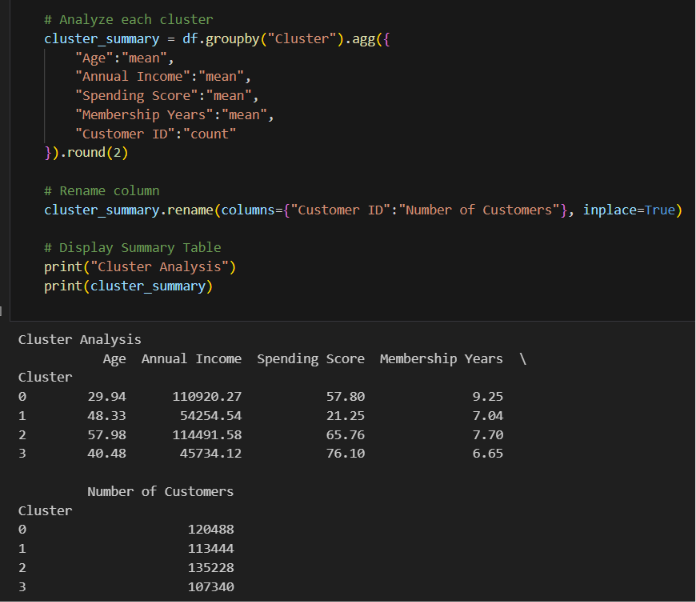 # Analyze each cluster
cluster_summary = df.groupby("Cluster").agg({
    "Age":"mean",
    "Annual Income":"mean",
    "Spending Score":"mean",
    "Membership Years":"mean",
    "Customer ID":"count"
}).round(2)

# Rename column
cluster_summary.rename(columns={"Customer ID":"Number of Customers"}, inplace=True)

# Display Summary Table
print("Cluster Analysis")
print(cluster_summary)

Cluster Analysis
           Age  Annual Income  Spending Score  Membership Years  \
Cluster
0        29.94      110920.27           57.80              9.25
1        48.33       54254.54           21.25              7.04
2        57.98      114491.58           65.76              7.70
3        40.48       45734.12           76.10              6.65

         Number of Customers
Cluster
0                     120488
1                     113444
2                     135228
3                     107340